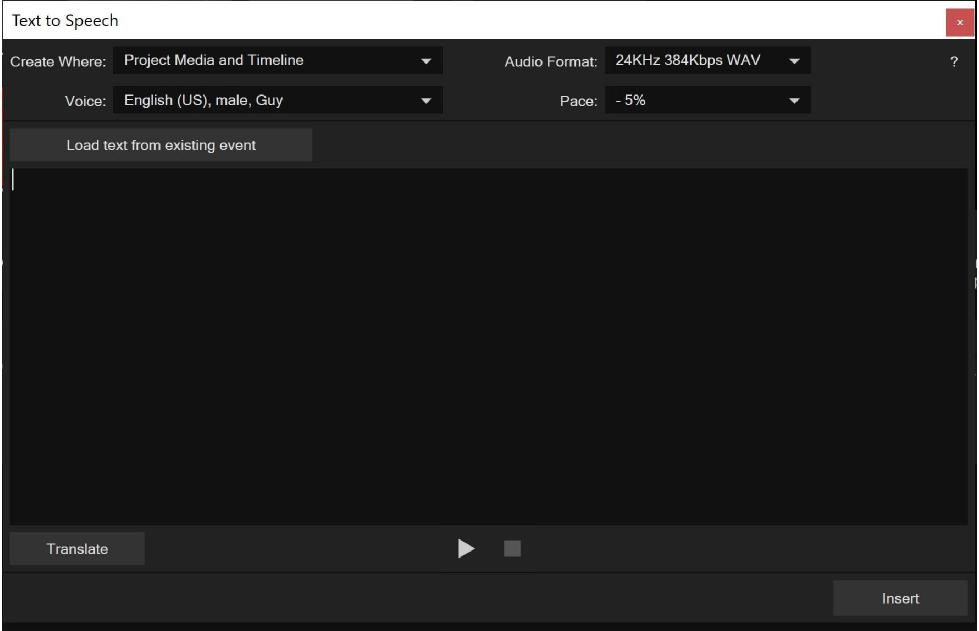 Text to Speech
x
Create Where: Project Media and Timeline Audio Format: 24KHz 384Kbps WAV ?
Voice: English (US), male, Guy Pace: - 5%
Load text from existing event
Translate
Insert